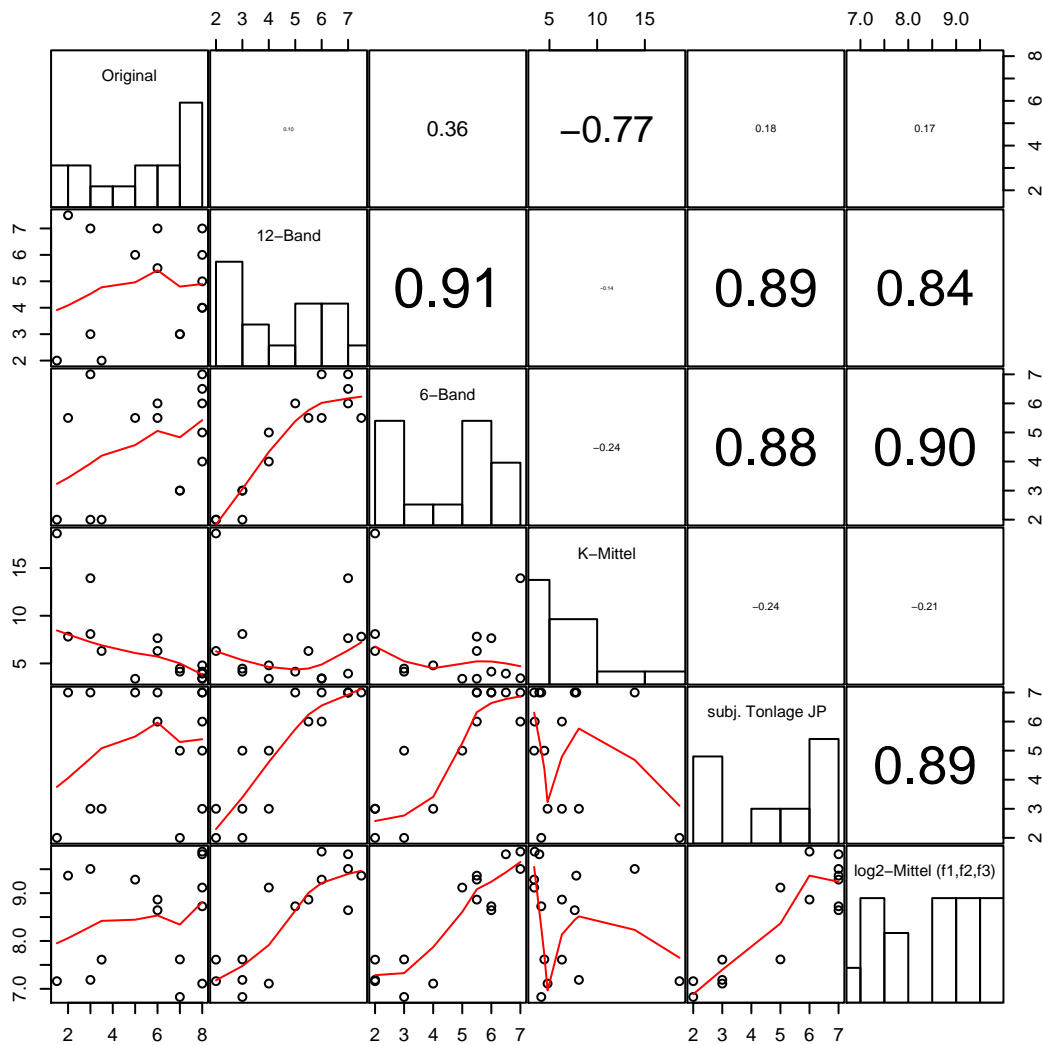 2 3 4 5 6 7 5 10 15 7.0 8.0 9.0
Original 0.10 0.36 −0.77 0.18 0.17 2 4 6 8
2 3 4 5 6 7 12−Band 0.91 −0.14 0.89 0.84
6−Band −0.24 0.88 0.90 2 3 4 5 6 7
5 10 15 K−Mittel −0.24 −0.21
subj. Tonlage JP 0.89 2 3 4 5 6 7
7.0 8.0 9.0 log2−Mittel (f1,f2,f3)
2 4 6 8 2 3 4 5 6 7 2 3 4 5 6 7